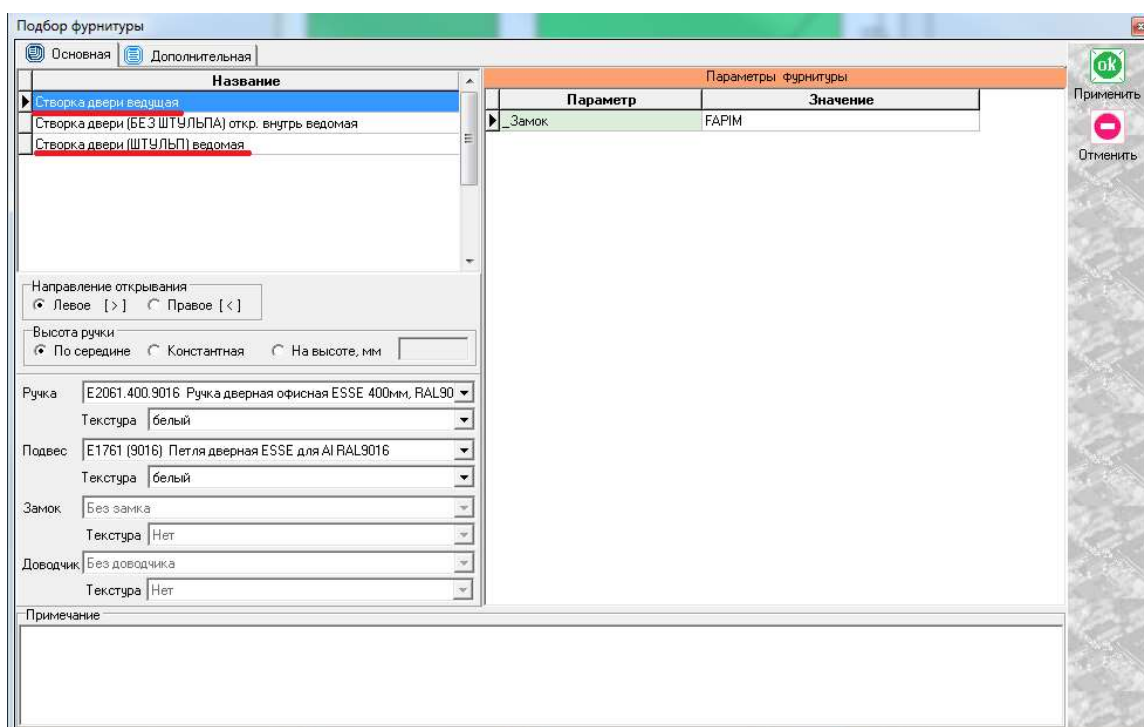 Подбор фурнитуры
Основная Дополнительная
Название
Створка двери ведущая
Створка двери (БЕЗ ШТУЛЬПА) откр. внутрь ведомая
Створка двери (ШТУЛЬП) ведомая
Направление открывания
Левое [>] Правое [<]
Высота ручки
По середине Константная На высоте, мм
Ручка E2061.400.9016 Ручка дверная офисная ESSE 400мм, RAL90
Текстура белый
Подвес E1761 (9016) Петля дверная ESSE для Al RAL9016
Текстура белый
Замок Без замка
Текстура Нет
Доводчик Без доводчика
Текстура Нет
Параметры фурнитуры
Параметр Значение
_Замок FAPIM
ok
Применить
Отменить
Примечание